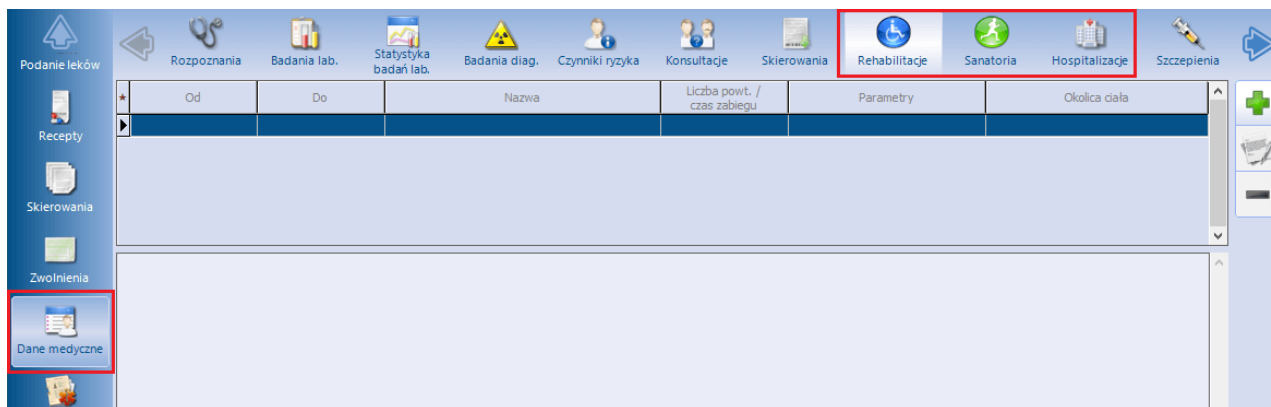 Podanie leków
Recepty
Skierowania
Zwolnienia
Dane medyczne
Rozpoznania
Badania lab.
Statystyka
badań lab.
Badania diag.
Czynniki ryzyka
Konsultacje
Skierowania
Rehabilitacje
Sanatoria
Hospitalizacje
Szczepienia
Od
Do
Nazwa
Liczba powt. /
czas zabiegu
Parametry
Okolica ciała